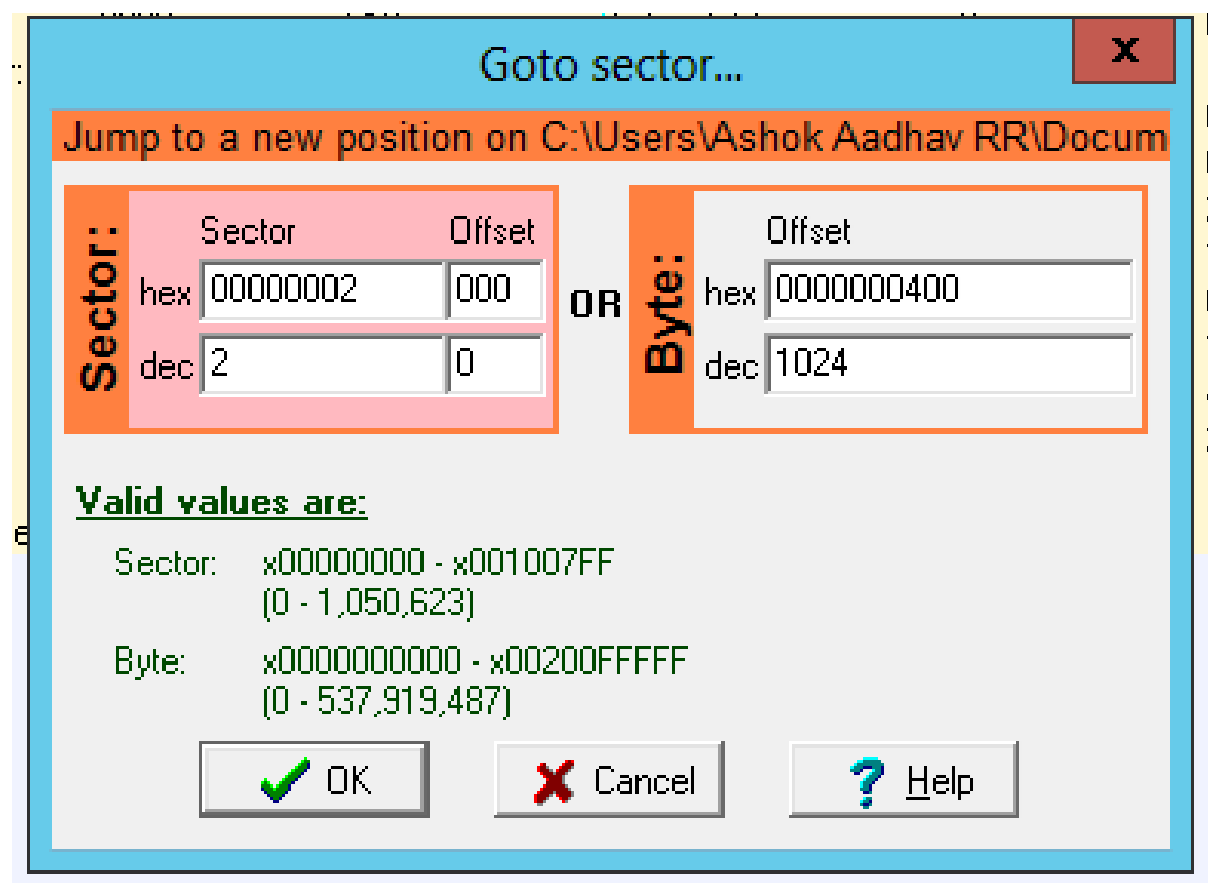 Goto sector...
x
Jump to a new position on C:\Users\Ashok Aadhav RR\Docum
Sector:
Sector Offset
hex 00000002 000
dec 2 0
OR
Byte:
Offset
hex 0000000400
dec 1024
Valid values are:
Sector: x00000000 - x001007FF
(0 - 1,050,623)
Byte: x0000000000 - x00200FFFFF
(0 - 537,919,487)
OK Cancel ? Help